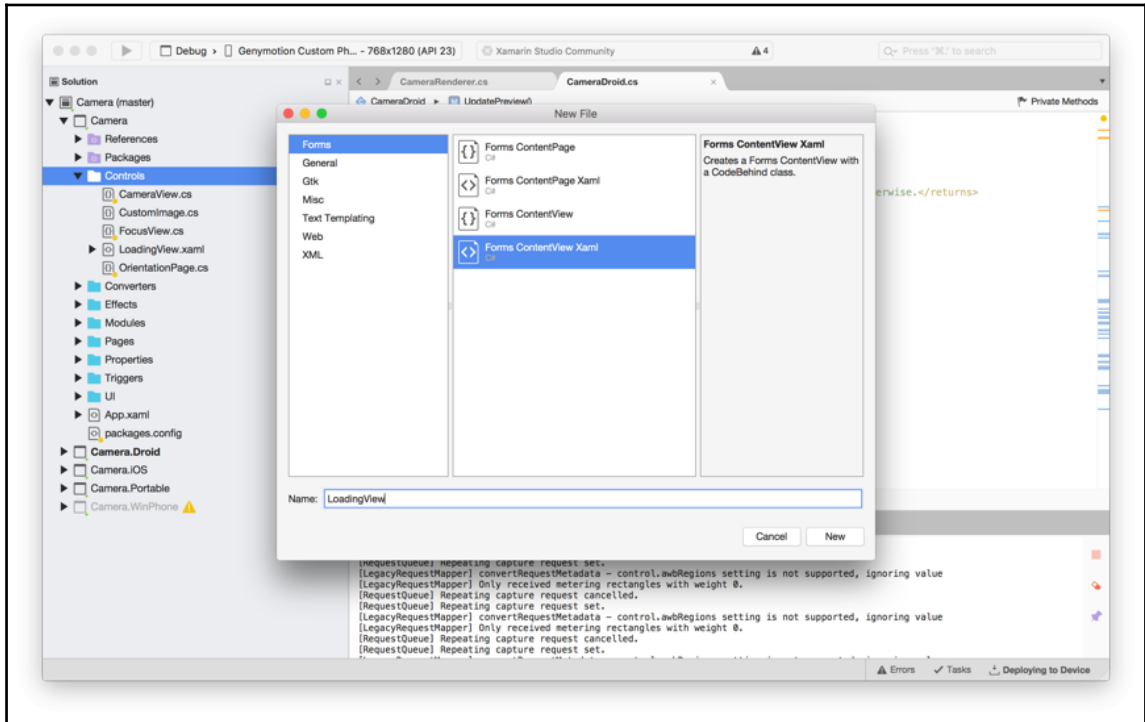 Debug › Genymotion Custom Ph... - 768x1280 (API 23)
Xamarin Studio Community
4
Press '⌘.' to search
Solution
CameraRenderer.cs
CameraDroid.cs
Camera (master)
CameraDroid
UpdatePreview()
Private Methods
Camera
References
Packages
Controls
CameraView.cs
CustomImage.cs
FocusView.cs
LoadingView.xaml
OrientationPage.cs
Converters
Effects
Modules
Pages
Properties
Triggers
UI
App.xaml
packages.config
Camera.Droid
Camera.iOS
Camera.Portable
Camera.WinPhone
New File
Forms
General
Gtk
Misc
Text Templating
Web
XML
Forms ContentPage
C#
Forms ContentPage Xaml
C#
Forms ContentView
C#
Forms ContentView Xaml
C#
Forms ContentView Xaml
Creates a Forms ContentView with
a CodeBehind class.
erwise.</returns>
Name: LoadingView
Cancel
New
[RequestQueue] Repeating capture request set.
[LegacyRequestMapper] convertRequestMetadata - control.awbRegions setting is not supported, ignoring value
[LegacyRequestMapper] Only received metering rectangles with weight 0.
[RequestQueue] Repeating capture request cancelled.
[RequestQueue] Repeating capture request set.
[LegacyRequestMapper] convertRequestMetadata - control.awbRegions setting is not supported, ignoring value
[LegacyRequestMapper] Only received metering rectangles with weight 0.
[RequestQueue] Repeating capture request cancelled.
[RequestQueue] Repeating capture request set.
Errors
Tasks
Deploying to Device